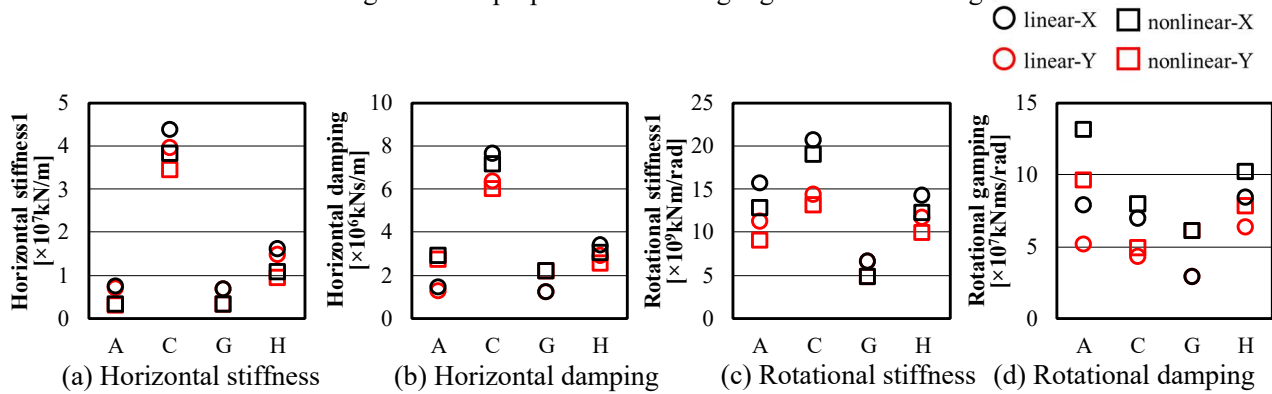 linear-X nonlinear-X
linear-Y nonlinear-Y
Horizontal stiffness1
[×10⁷kN/m]
5
4
3
2
1
0
A C G H
(a) Horizontal stiffness
Horizontal damping
[×10⁶kNs/m]
10
8
6
4
2
0
A C G H
(b) Horizontal damping
Rotational stiffness1
[×10⁹kNm/rad]
25
20
15
10
5
0
A C G H
(c) Rotational stiffness
Rotational gamping
[×10⁷kNms/rad]
15
10
5
0
A C G H
(d) Rotational damping